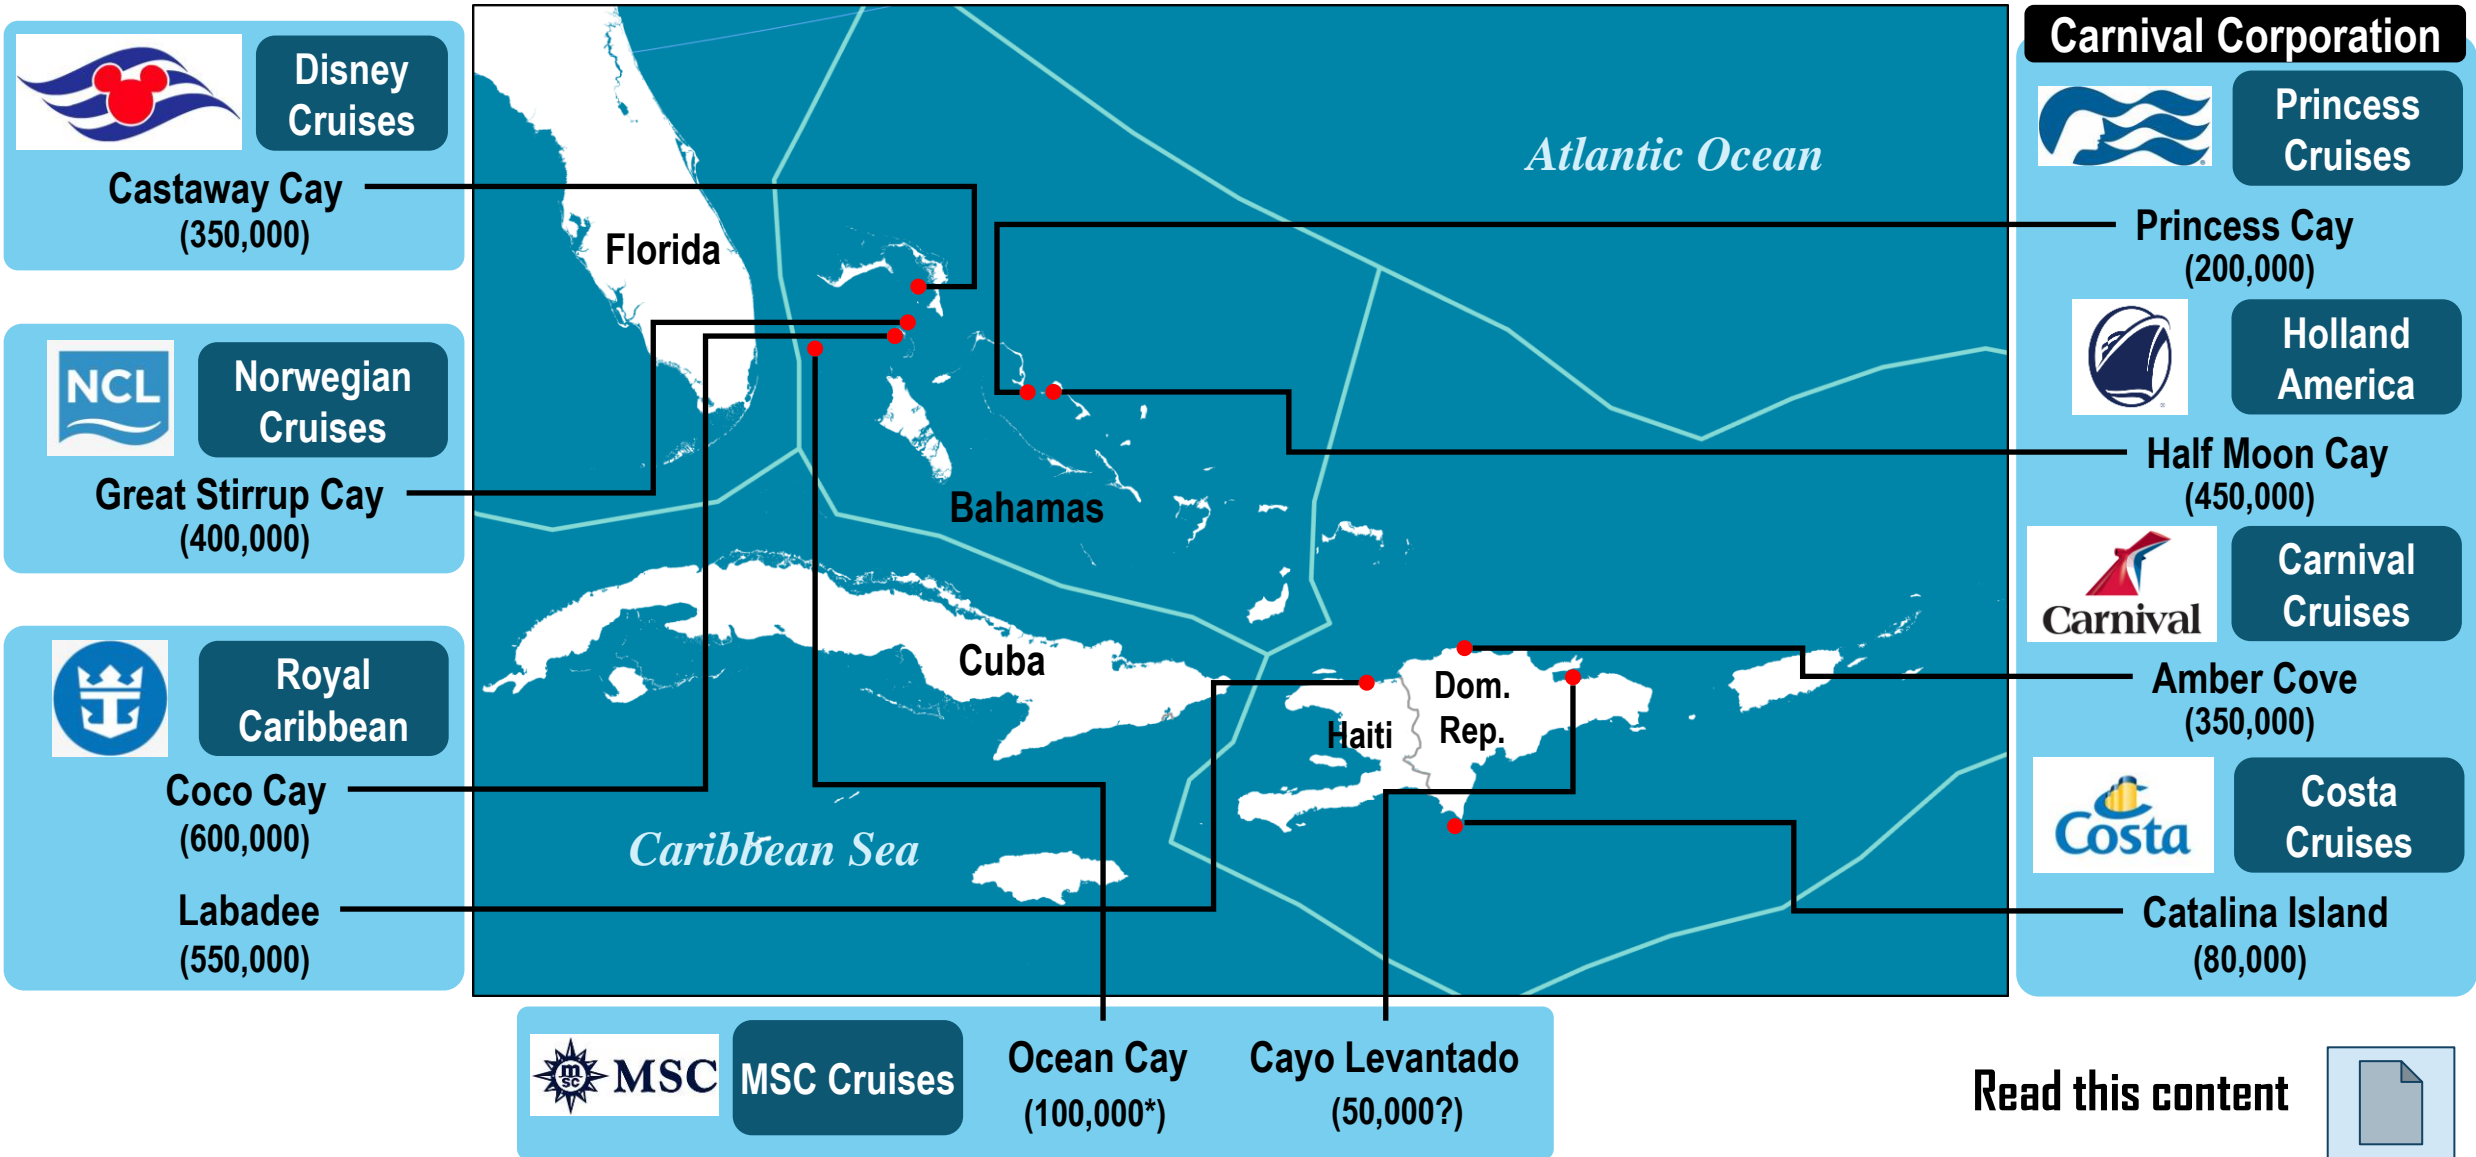 Disney
Cruises
Castaway Cay
(350,000)
NCL
Norwegian
Cruises
Great Stirrup Cay
(400,000)
Royal
Caribbean
Coco Cay
(600,000)
Labadee
(550,000)
Atlantic Ocean
Florida
Bahamas
Cuba
Dom.
Rep.
Haiti
Caribbean Sea
Carnival Corporation
Princess
Cruises
Princess Cay
(200,000)
Holland
America
Half Moon Cay
(450,000)
Carnival
Carnival
Cruises
Amber Cove
(350,000)
Costa
Costa
Cruises
Catalina Island
(80,000)
m
sc
MSC
MSC Cruises
Ocean Cay
(100,000*)
Cayo Levantado
(50,000?)
Read this content